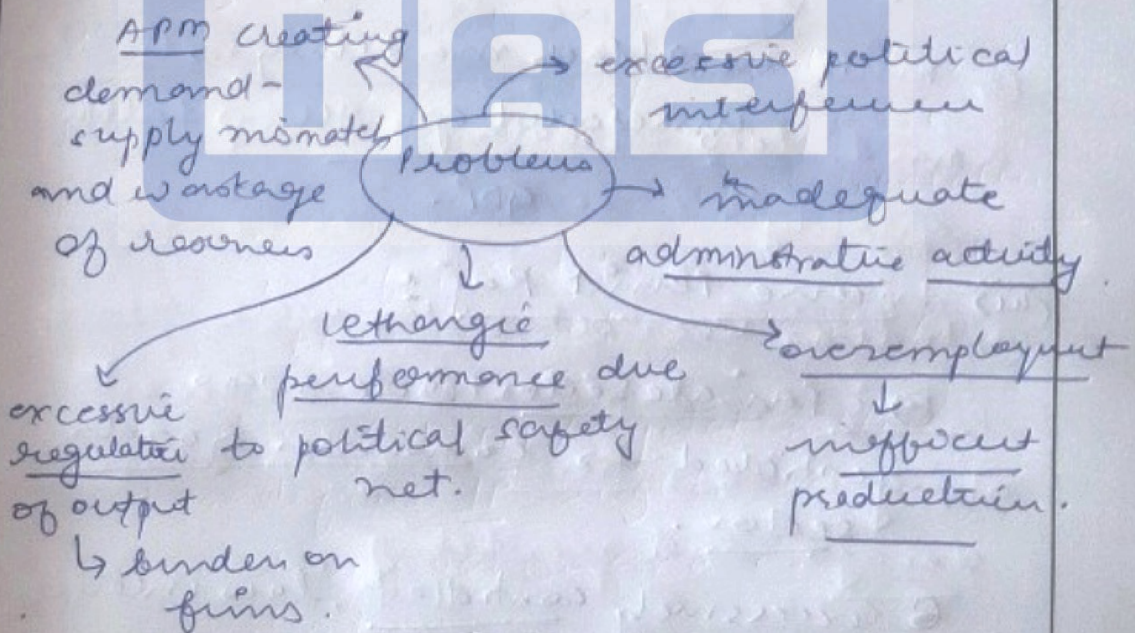 IAS
APM creating
demand-
supply mismatch
and wastage
of resources
Problems
excessive political
interference
inadequate
administrative activity.
overemployment
↓
inefficient
production.
lethargic
performance due
to political safety
net.
excessive
regulation
of output
↳ burden on
firms.